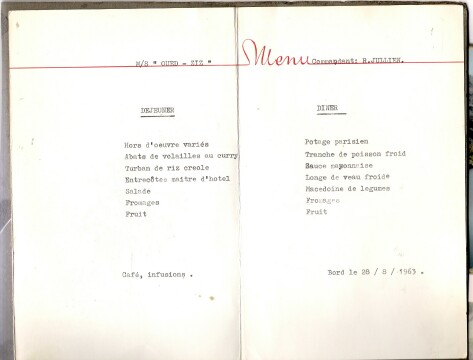 M/S " OUED - ZIZ "
DEJEUNER
Hors d'oeuvre variés
Abats de volailles au curry
Turban de riz creole
Entrecôtes maitre d'hotel
Salade
Fromages
Fruit
Café, infusions .
Menu
Commandant: R.JULLIEN.
DINER
Potage parisien
Tranche de poisson froid
Sauce mayonnaise
Longe de veau froide
Macedoine de legumes
Fromages
Fruit
Bord le 28 / 8 / 1963 .